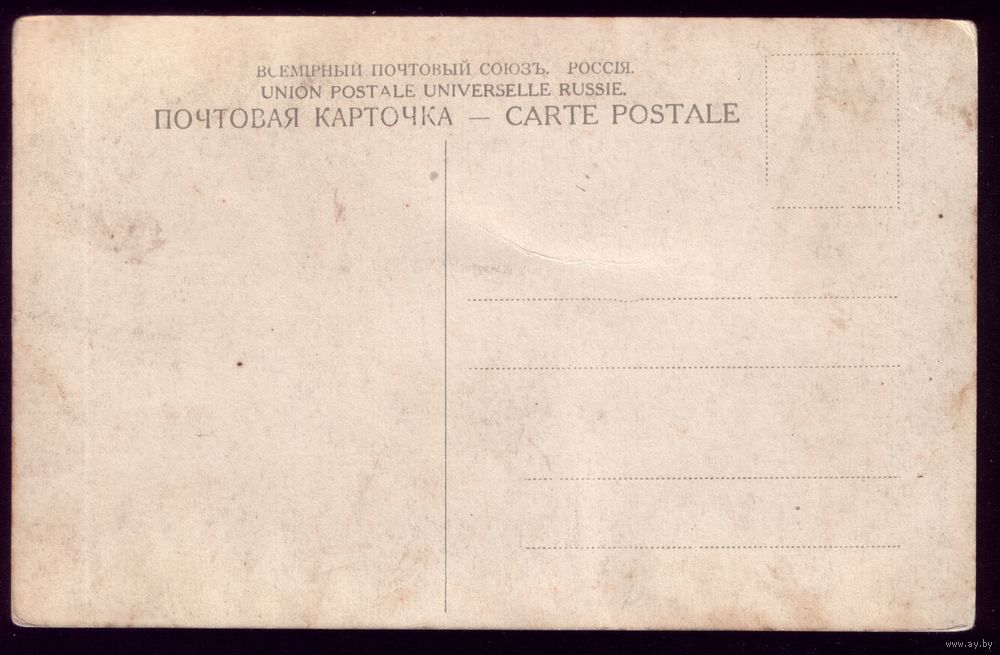 ВСЕМІРНЫЙ ПОЧТОВЫЙ СОЮЗЪ. РОССІЯ.
UNION POSTALE UNIVERSELLE RUSSIE.
ПОЧТОВАЯ КАРТОЧКА — CARTE POSTALE
www.ay.by